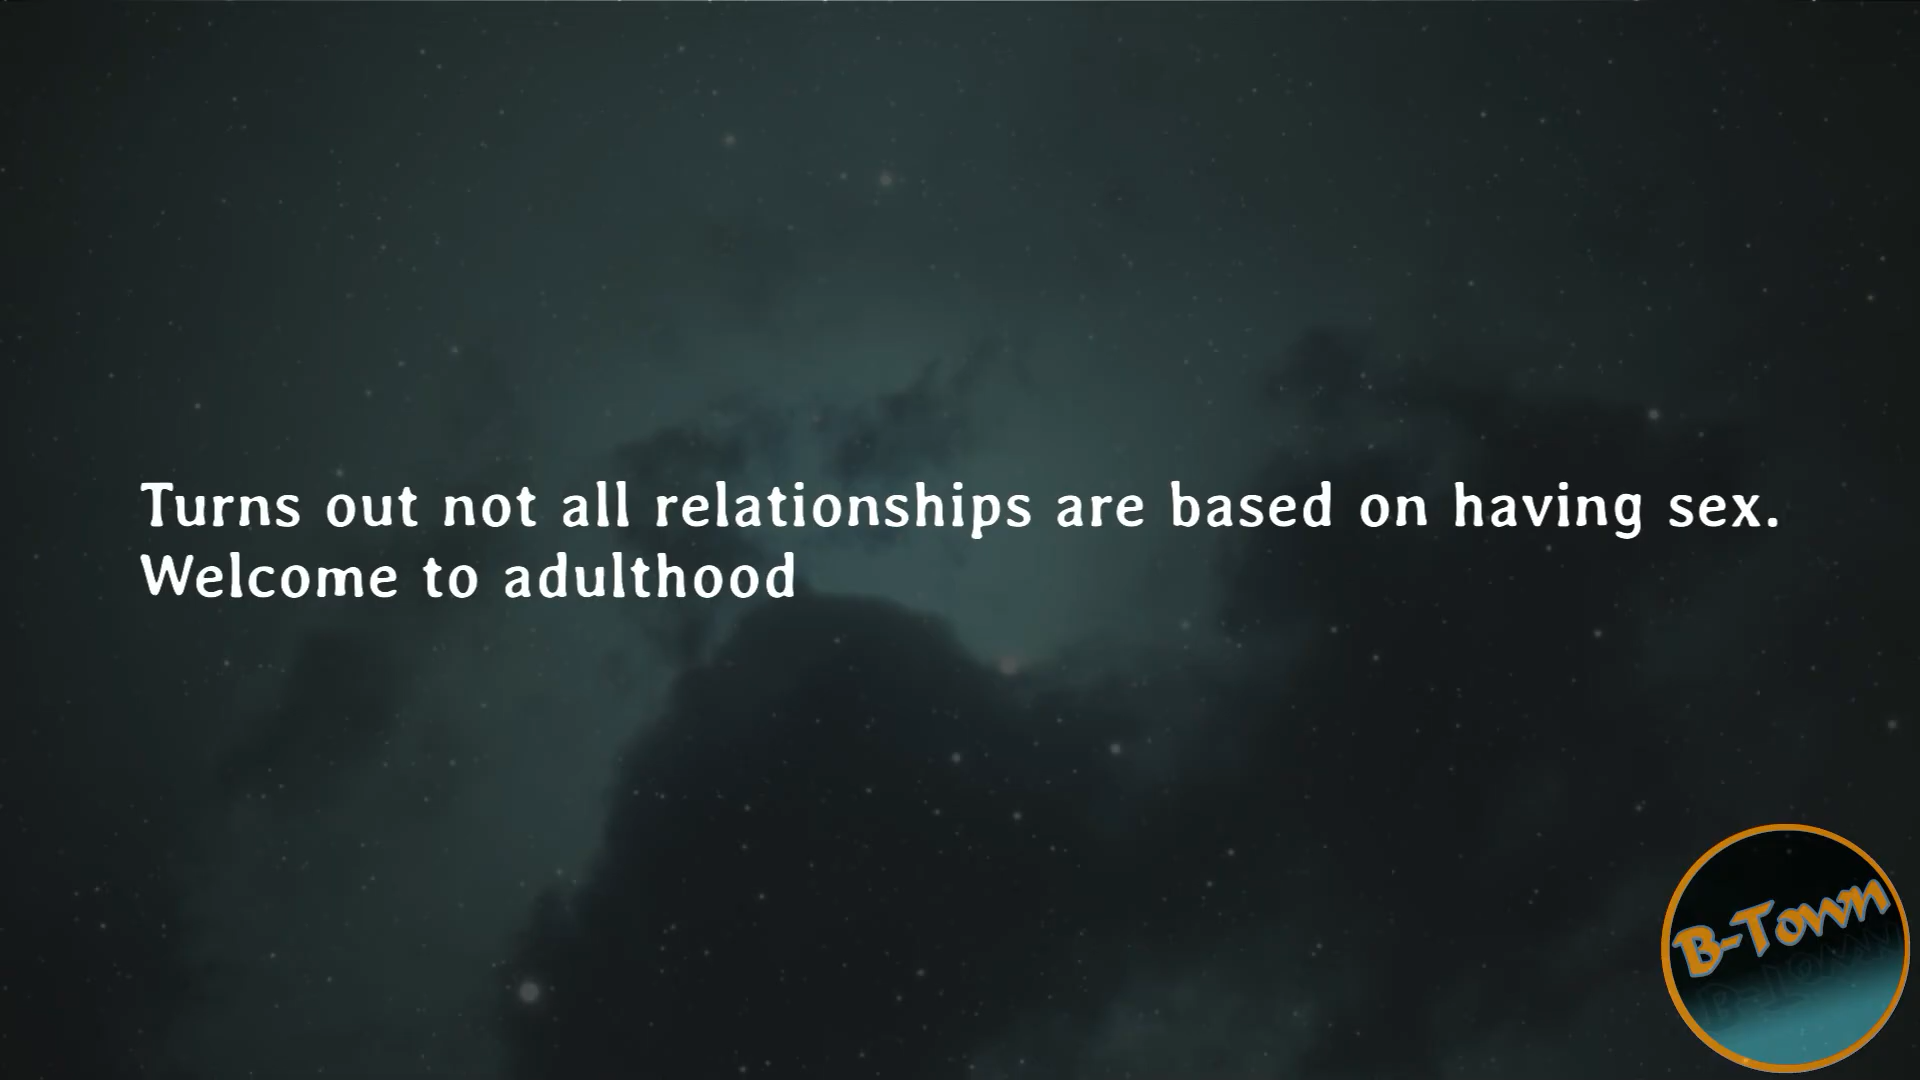 Turns out not all relationships are based on having sex.
Welcome to adulthood
B-Town